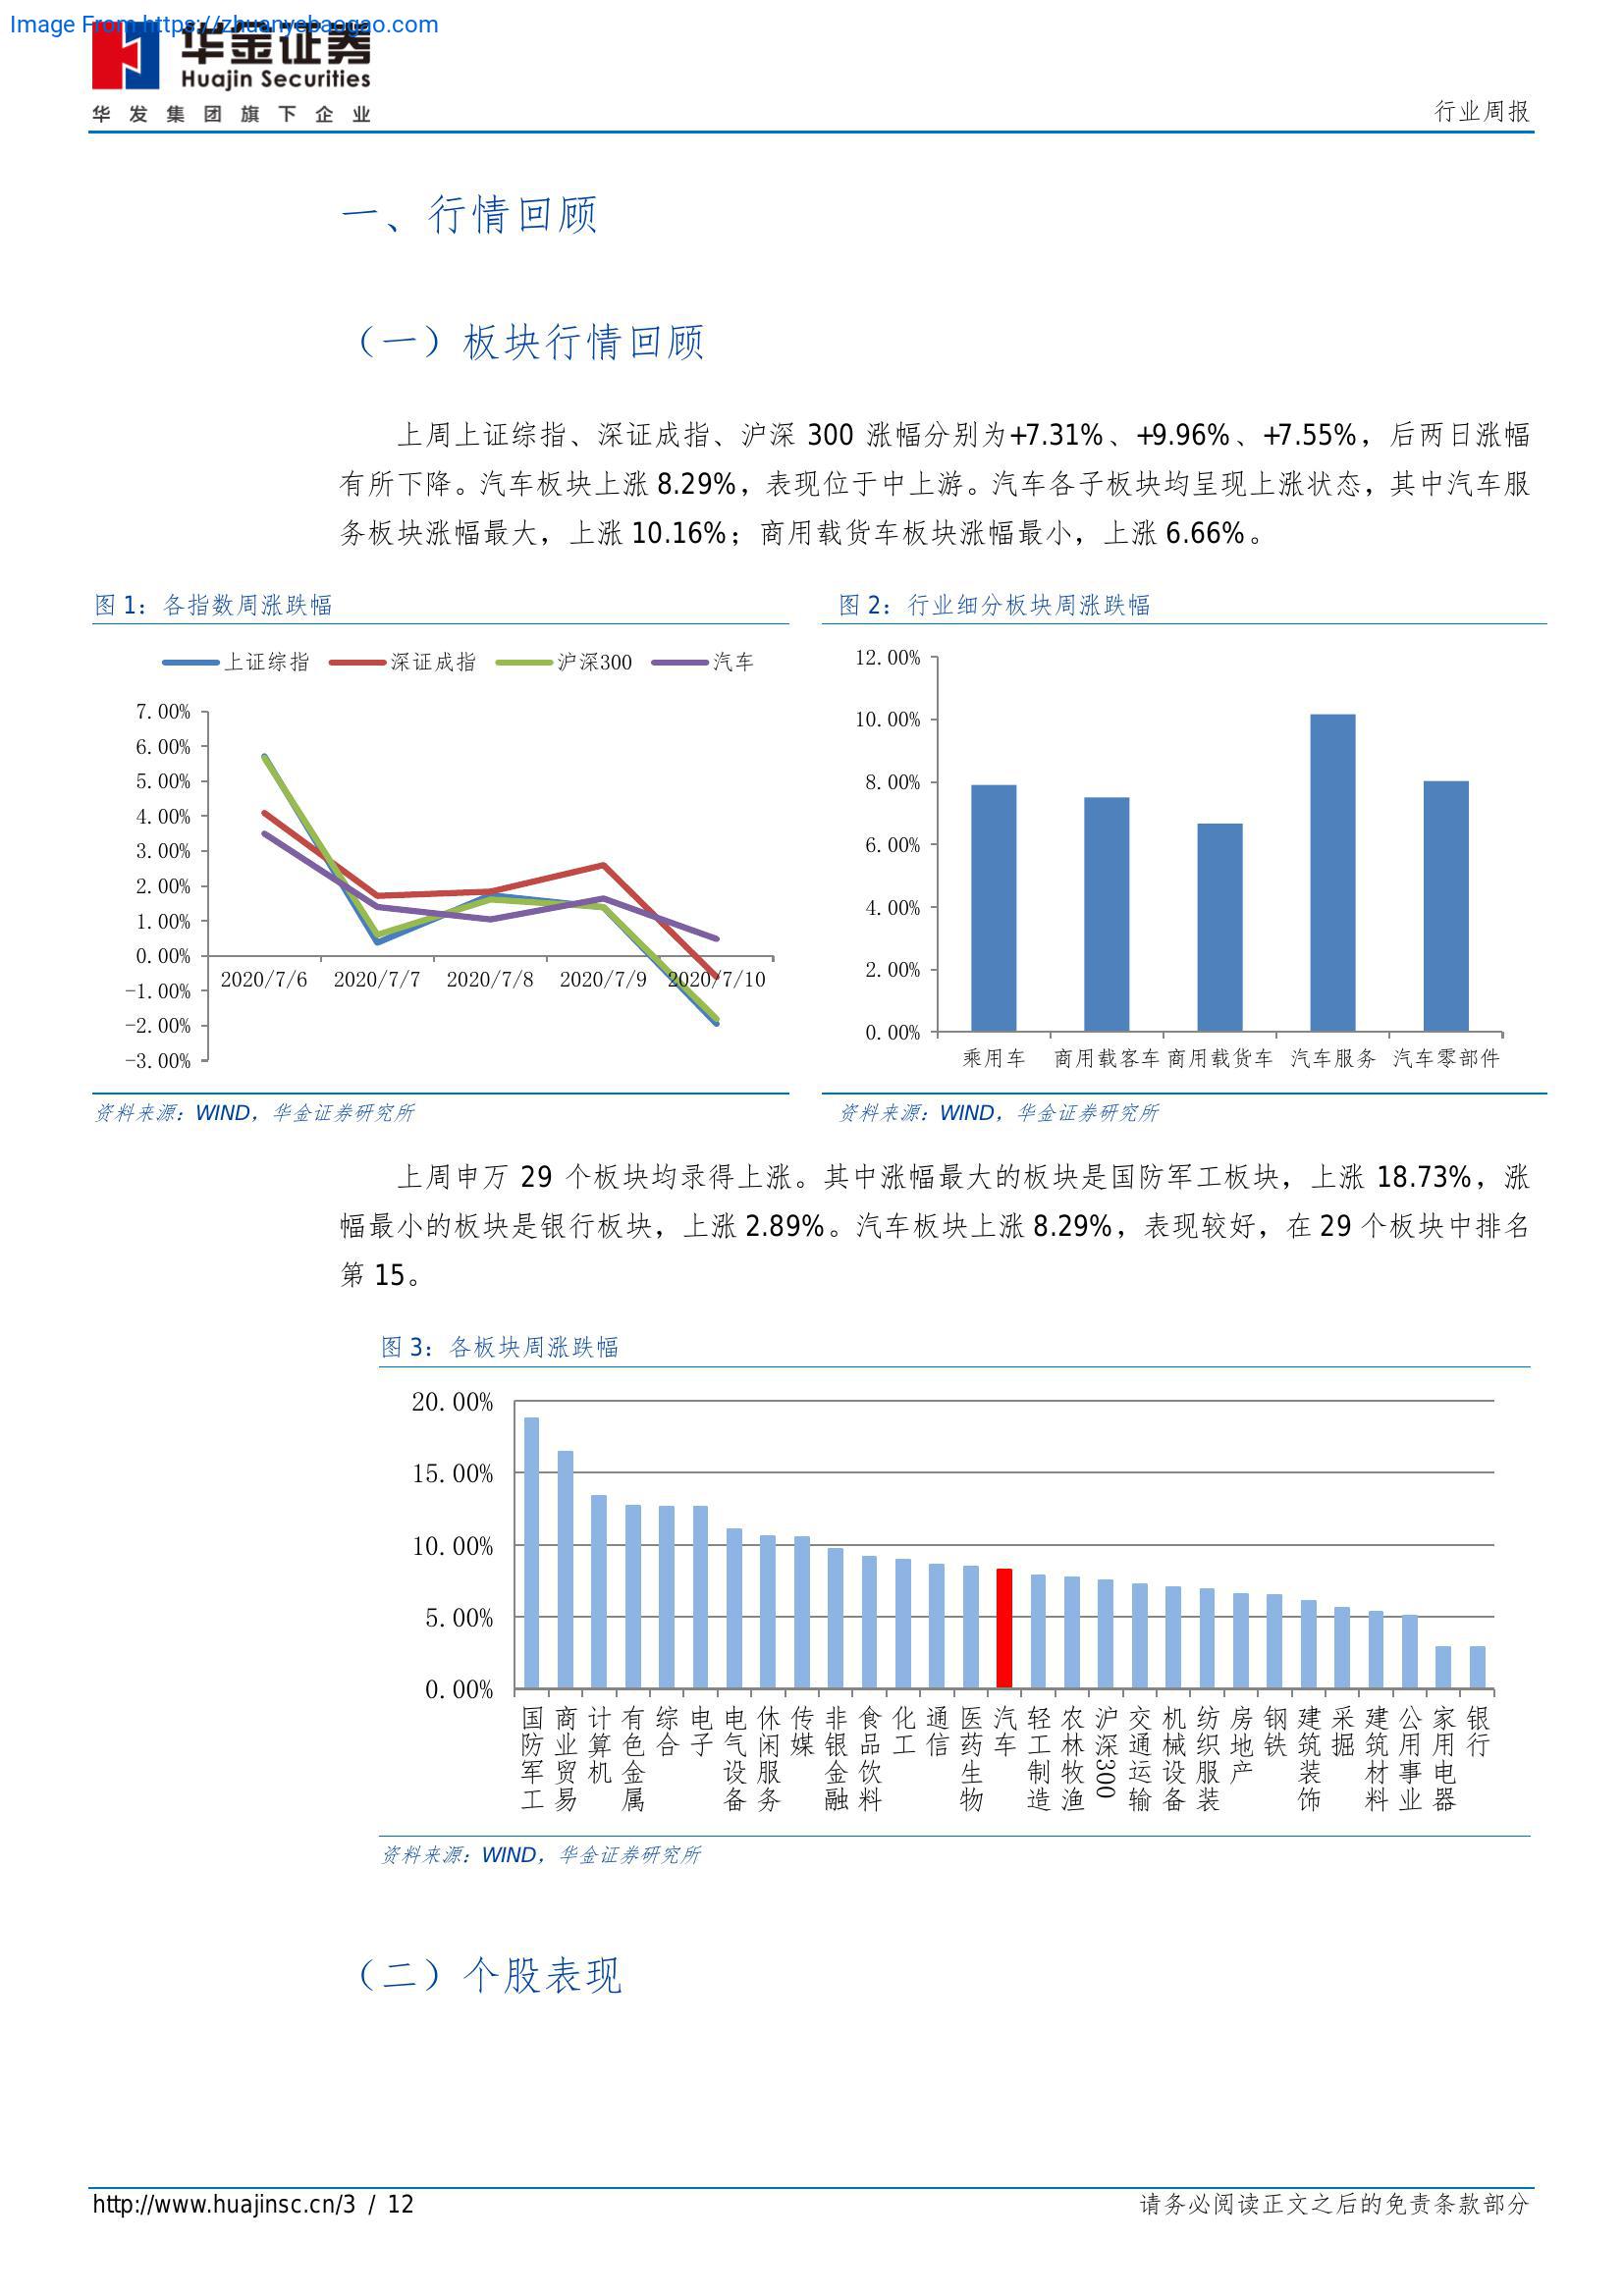 Image From https://zhuanyebaogao.com
华金证券
Huajin Securities
华发集团旗下企业
行业周报
一、行情回顾
（一）板块行情回顾
上周上证综指、深证成指、沪深 300 涨幅分别为+7.31%、+9.96%、+7.55%，后两日涨幅
有所下降。汽车板块上涨 8.29%，表现位于中上游。汽车各子板块均呈现上涨状态，其中汽车服
务板块涨幅最大，上涨 10.16%；商用载货车板块涨幅最小，上涨 6.66%。
图 1：各指数周涨跌幅
上证综指 深证成指 沪深300 汽车
7.00%
6.00%
5.00%
4.00%
3.00%
2.00%
1.00%
0.00%
-1.00%
-2.00%
-3.00%
2020/7/6 2020/7/7 2020/7/8 2020/7/9 2020/7/10
资料来源：WIND，华金证券研究所
图 2：行业细分板块周涨跌幅
12.00%
10.00%
8.00%
6.00%
4.00%
2.00%
0.00%
乘用车 商用载客车 商用载货车 汽车服务 汽车零部件
资料来源：WIND，华金证券研究所
上周申万 29 个板块均录得上涨。其中涨幅最大的板块是国防军工板块，上涨 18.73%，涨
幅最小的板块是银行板块，上涨 2.89%。汽车板块上涨 8.29%，表现较好，在 29 个板块中排名
第 15。
图 3：各板块周涨跌幅
20.00%
15.00%
10.00%
5.00%
0.00%
国防军工
商业贸易
计算机
有色金属
综合
电子
电气设备
休闲服务
传媒
非银金融
食品饮料
化工
通信
医药生物
汽车
轻工制造
农林牧渔
沪深300
交通运输
机械设备
纺织服装
房地产
钢铁
建筑装饰
采掘
建筑材料
公用事业
家用电器
银行
资料来源：WIND，华金证券研究所
（二）个股表现
http://www.huajinsc.cn/3 / 12
请务必阅读正文之后的免责条款部分